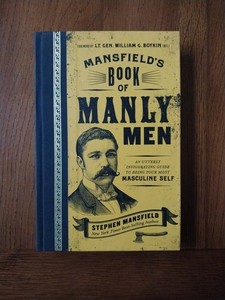 FOREWORD BY LT. GEN. WILLIAM G. BOYKIN (RET.)
MANSFIELD'S
BOOK
OF
MANLY
MEN
AN UTTERLY
INVIGORATING GUIDE
TO BEING YOUR MOST
MASCULINE SELF
STEPHEN MANSFIELD
New York Times Best-Selling Author